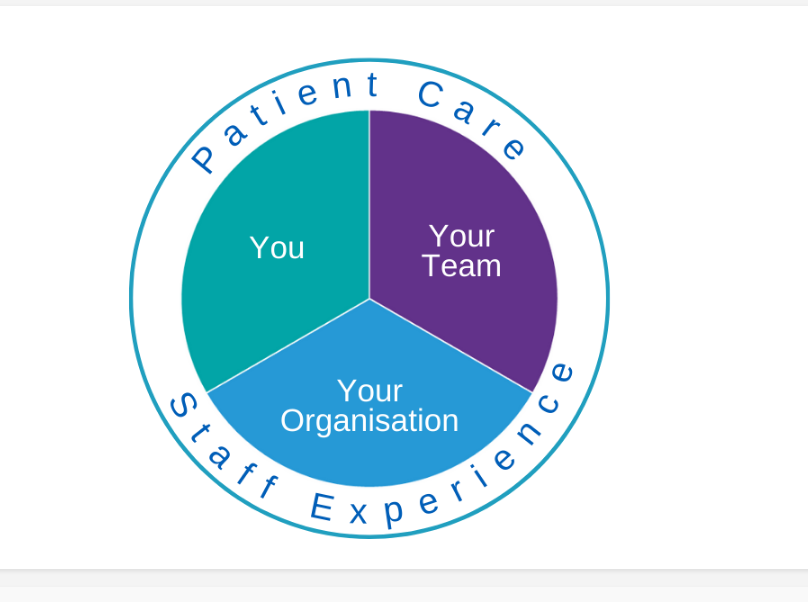 Patient Care
You
Your
Team
Your
Organisation
Staff Experience